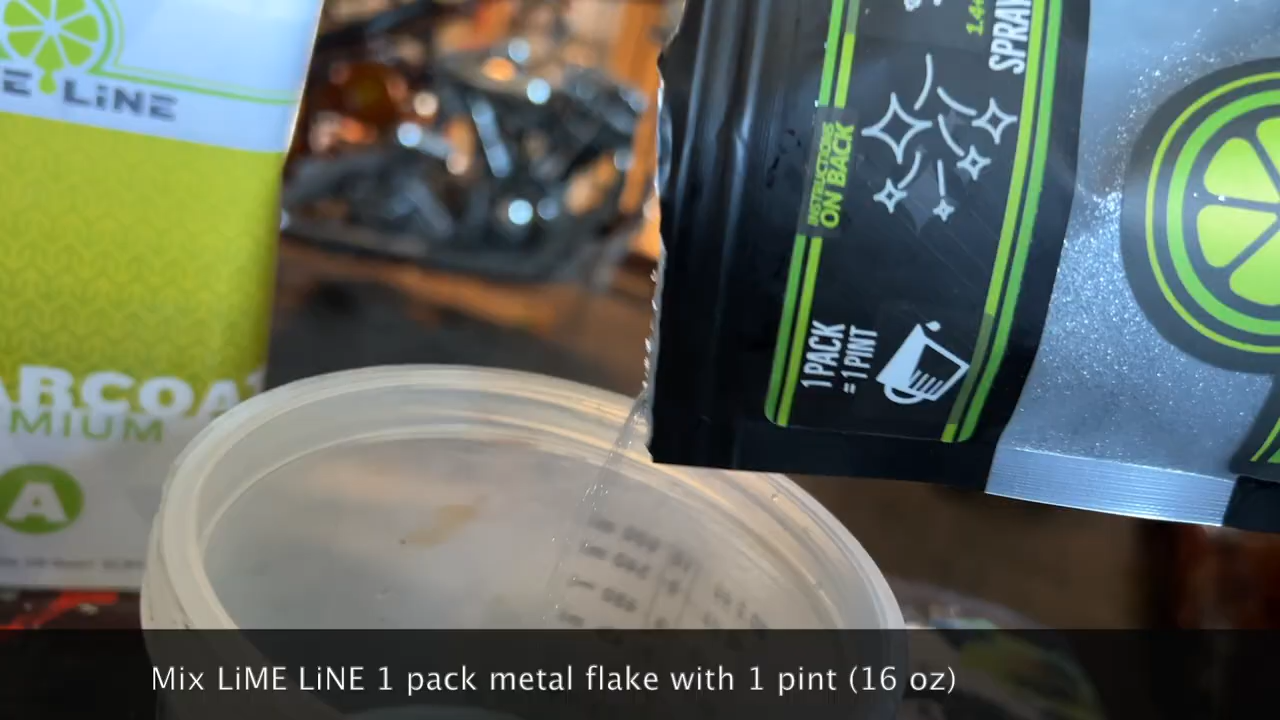 E LiNE
ARCOA
MIUM
A
INSTRUCTIONS
ON BACK
1 PACK
= 1 PINT
SPRAY
Mix LiME LiNE 1 pack metal flake with 1 pint (16 oz)